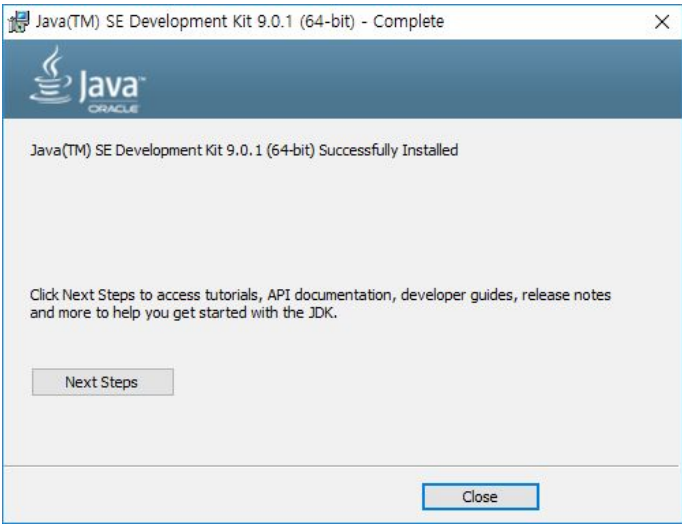 Java(TM) SE Development Kit 9.0.1 (64-bit) - Complete
Java™
ORACLE
Java(TM) SE Development Kit 9.0.1 (64-bit) Successfully Installed
Click Next Steps to access tutorials, API documentation, developer guides, release notes
and more to help you get started with the JDK.
Next Steps
Close